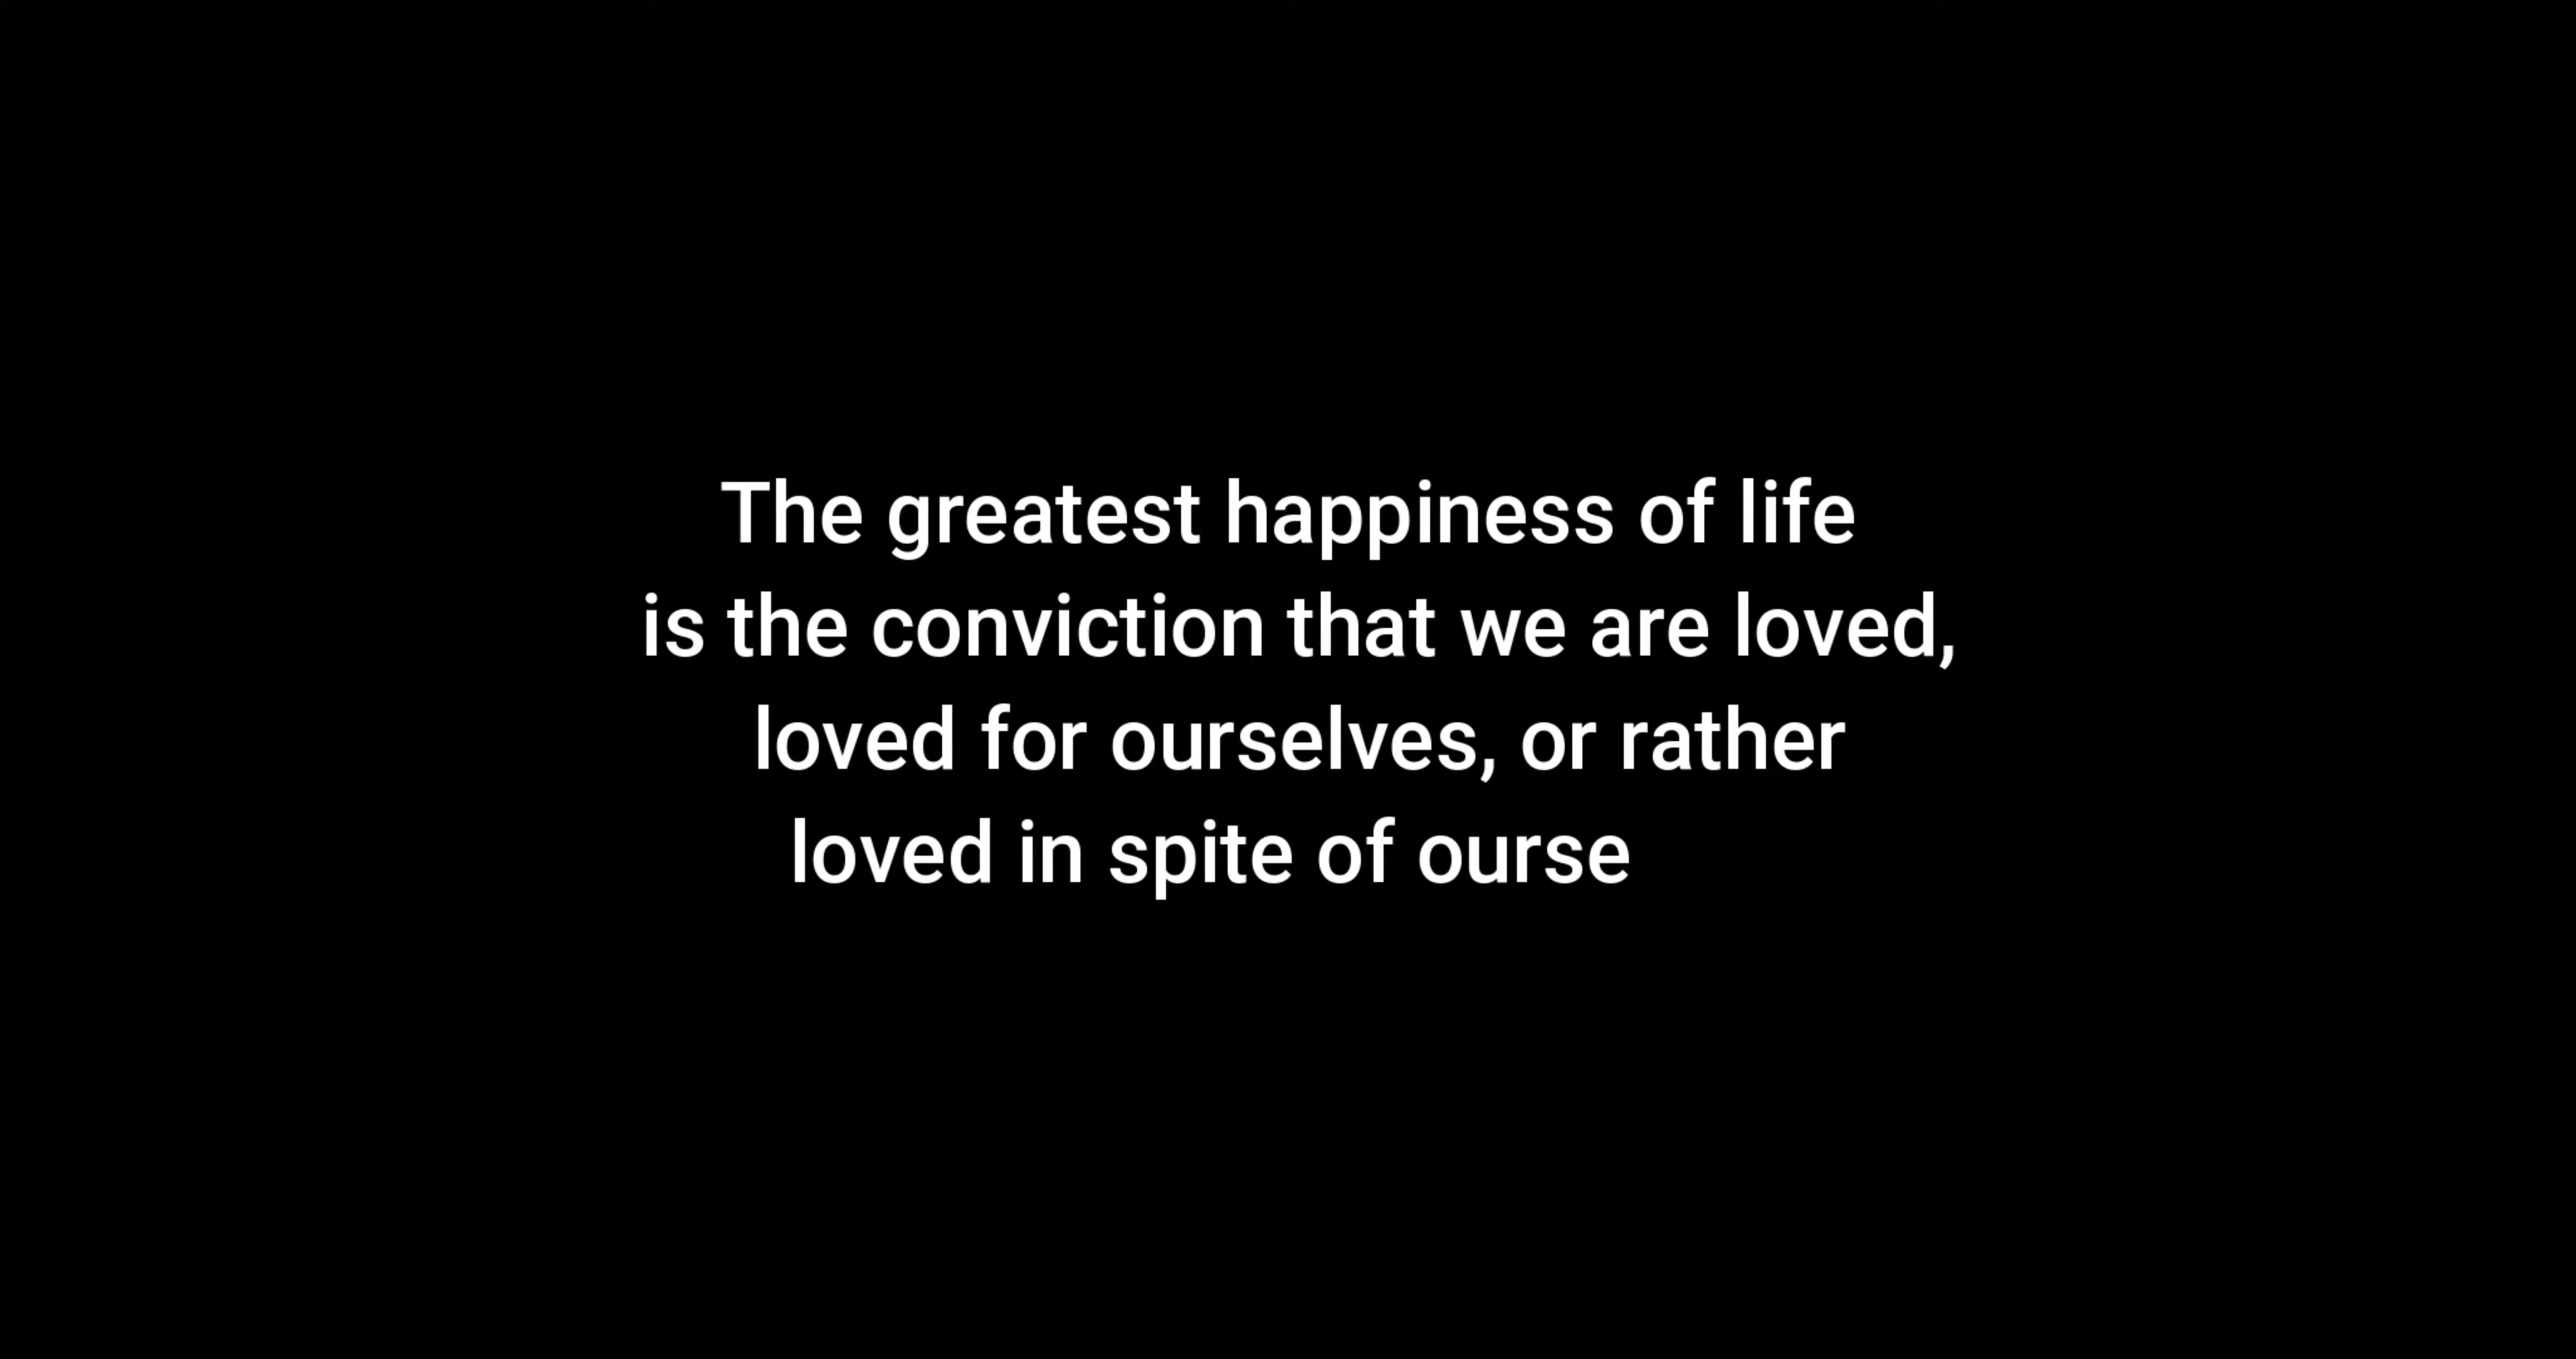 The greatest happiness of life
is the conviction that we are loved,
loved for ourselves, or rather
loved in spite of ourse